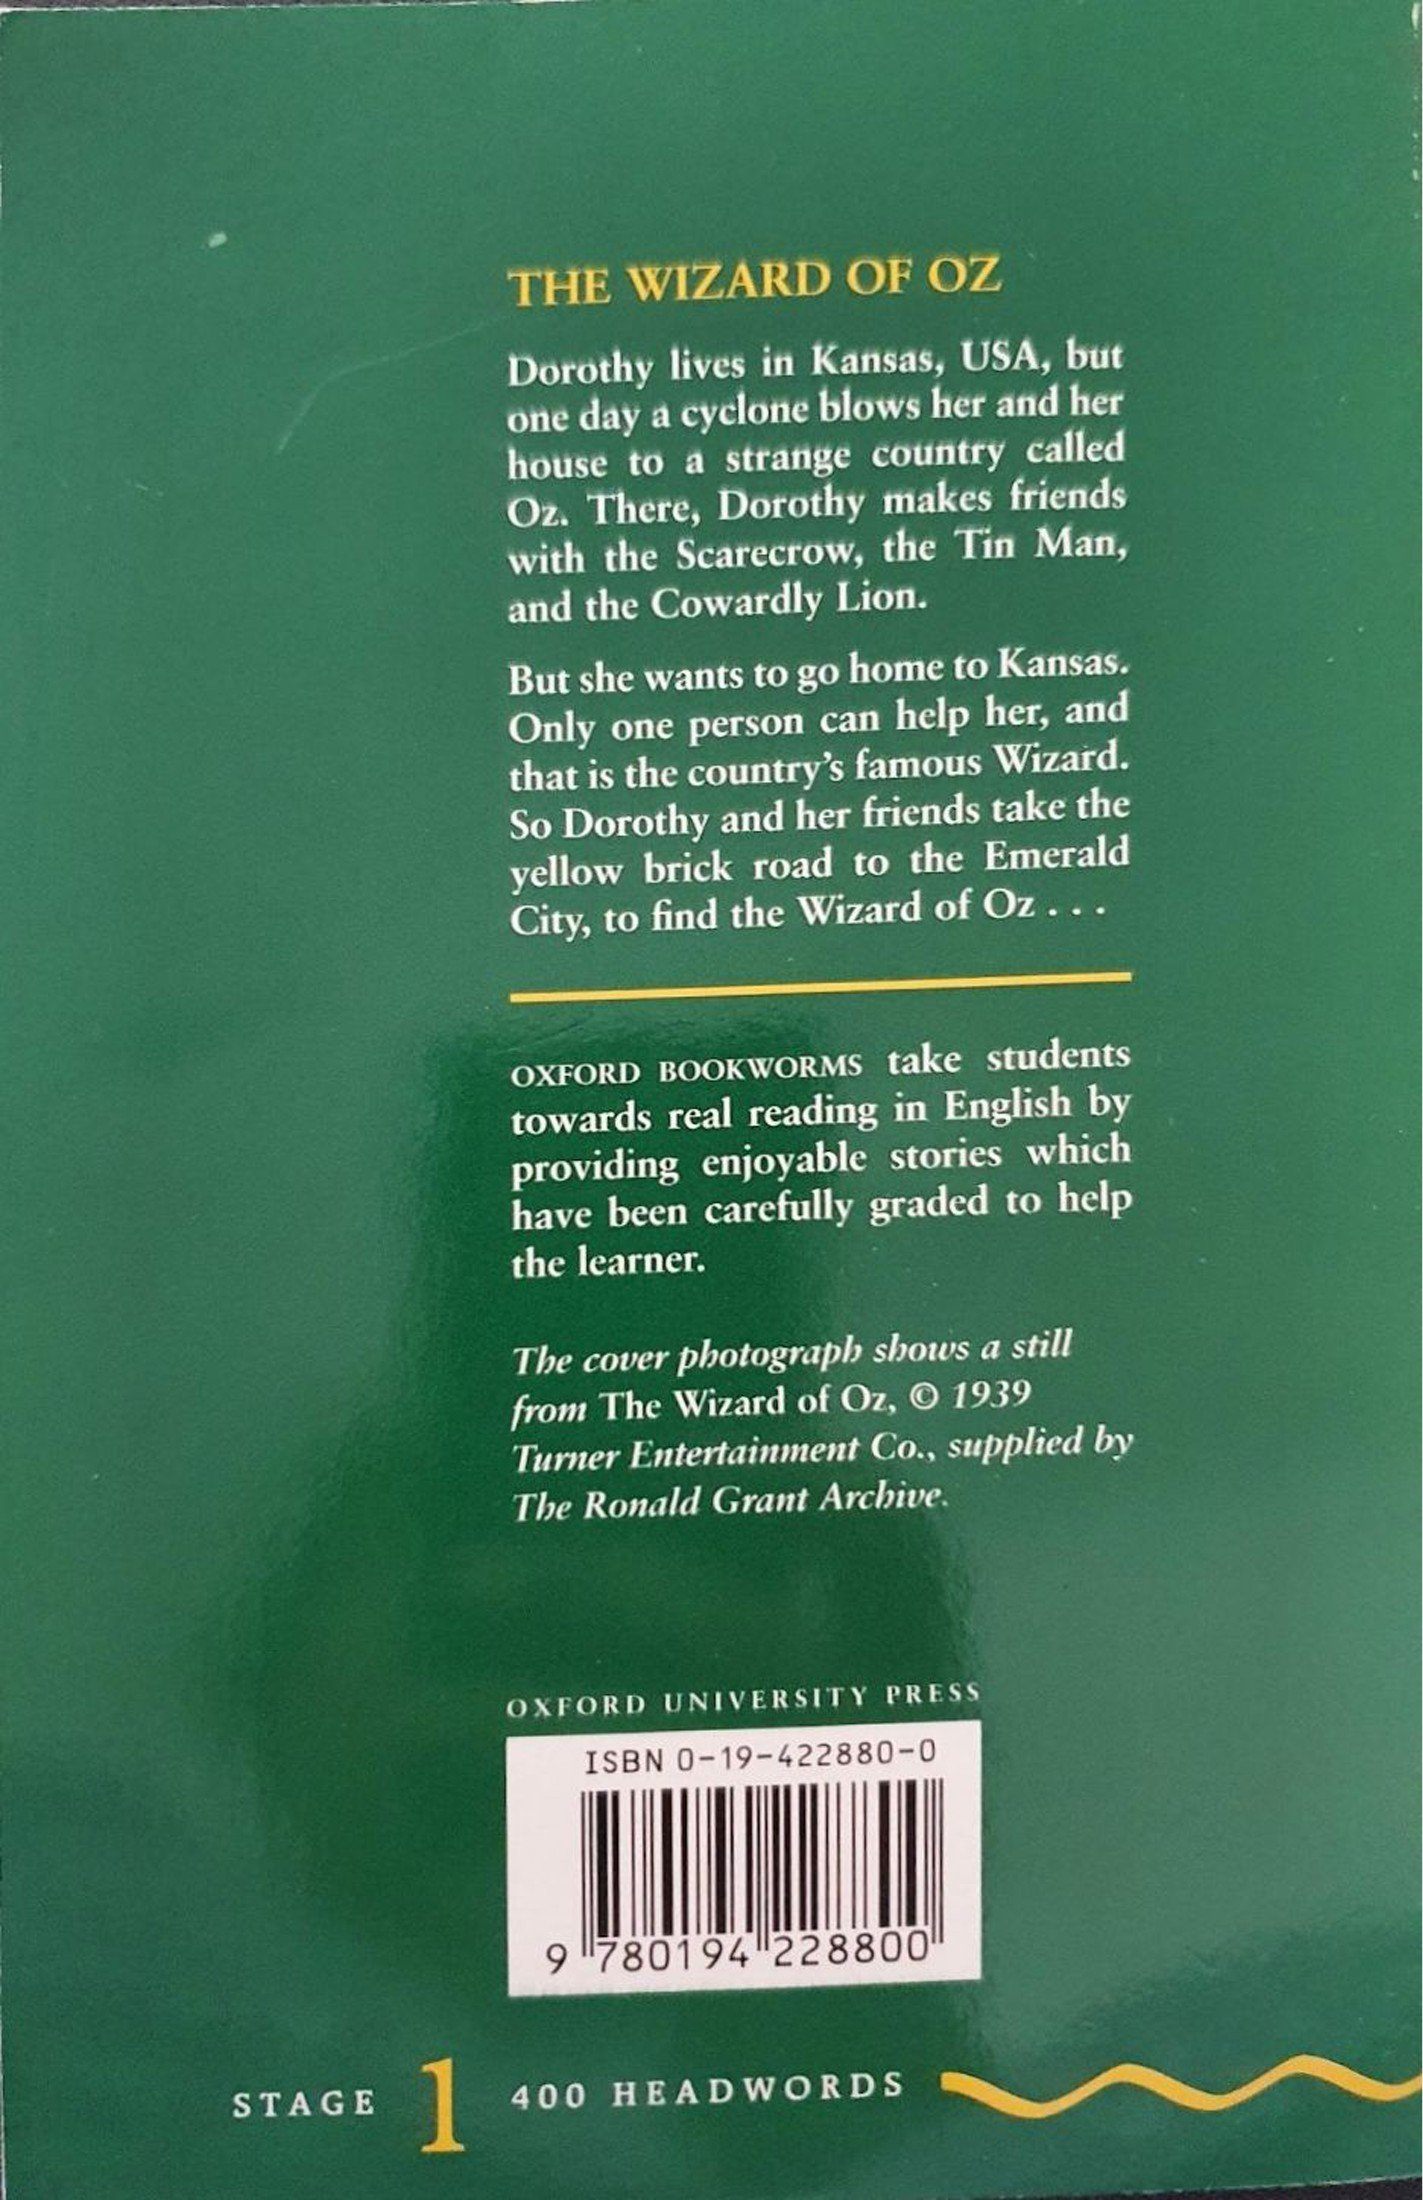 THE WIZARD OF OZ
Dorothy lives in Kansas, USA, but
one day a cyclone blows her and her
house to a strange country called
Oz. There, Dorothy makes friends
with the Scarecrow, the Tin Man,
and the Cowardly Lion.
But she wants to go home to Kansas.
Only one person can help her, and
that is the country's famous Wizard.
So Dorothy and her friends take the
yellow brick road to the Emerald
City, to find the Wizard of Oz . . .
OXFORD BOOKWORMS take students
towards real reading in English by
providing enjoyable stories which
have been carefully graded to help
the learner.
The cover photograph shows a still
from The Wizard of Oz, © 1939
Turner Entertainment Co., supplied by
The Ronald Grant Archive.
OXFORD UNIVERSITY PRESS
ISBN 0-19-422880-0
9 780194 228800
STAGE 1 400 HEADWORDS